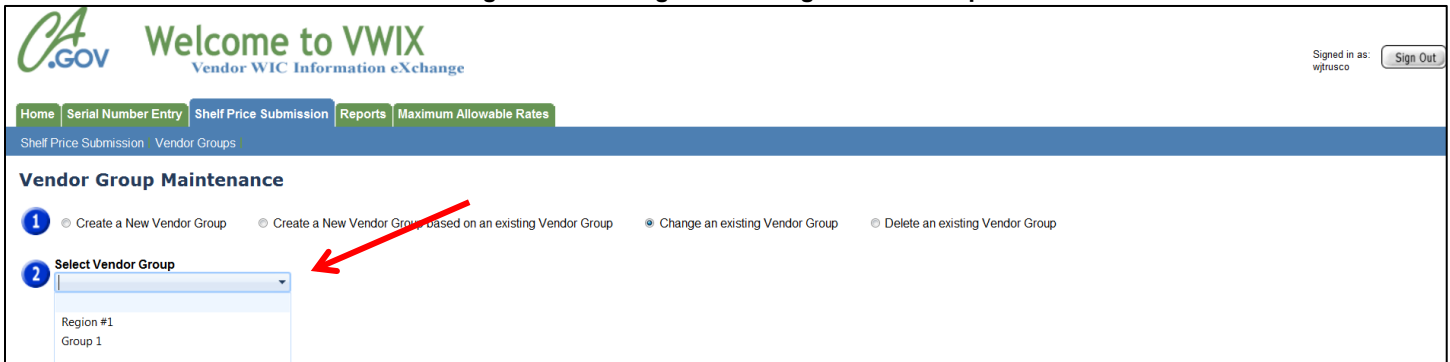 CA.GOV
Welcome to VWIX
Vendor WIC Information eXchange
Signed in as:
wjtrusco
Sign Out
Home Serial Number Entry Shelf Price Submission Reports Maximum Allowable Rates
Shelf Price Submission | Vendor Groups |
Vendor Group Maintenance
1 Create a New Vendor Group Create a New Vendor Group based on an existing Vendor Group Change an existing Vendor Group Delete an existing Vendor Group
2 Select Vendor Group
Region #1
Group 1